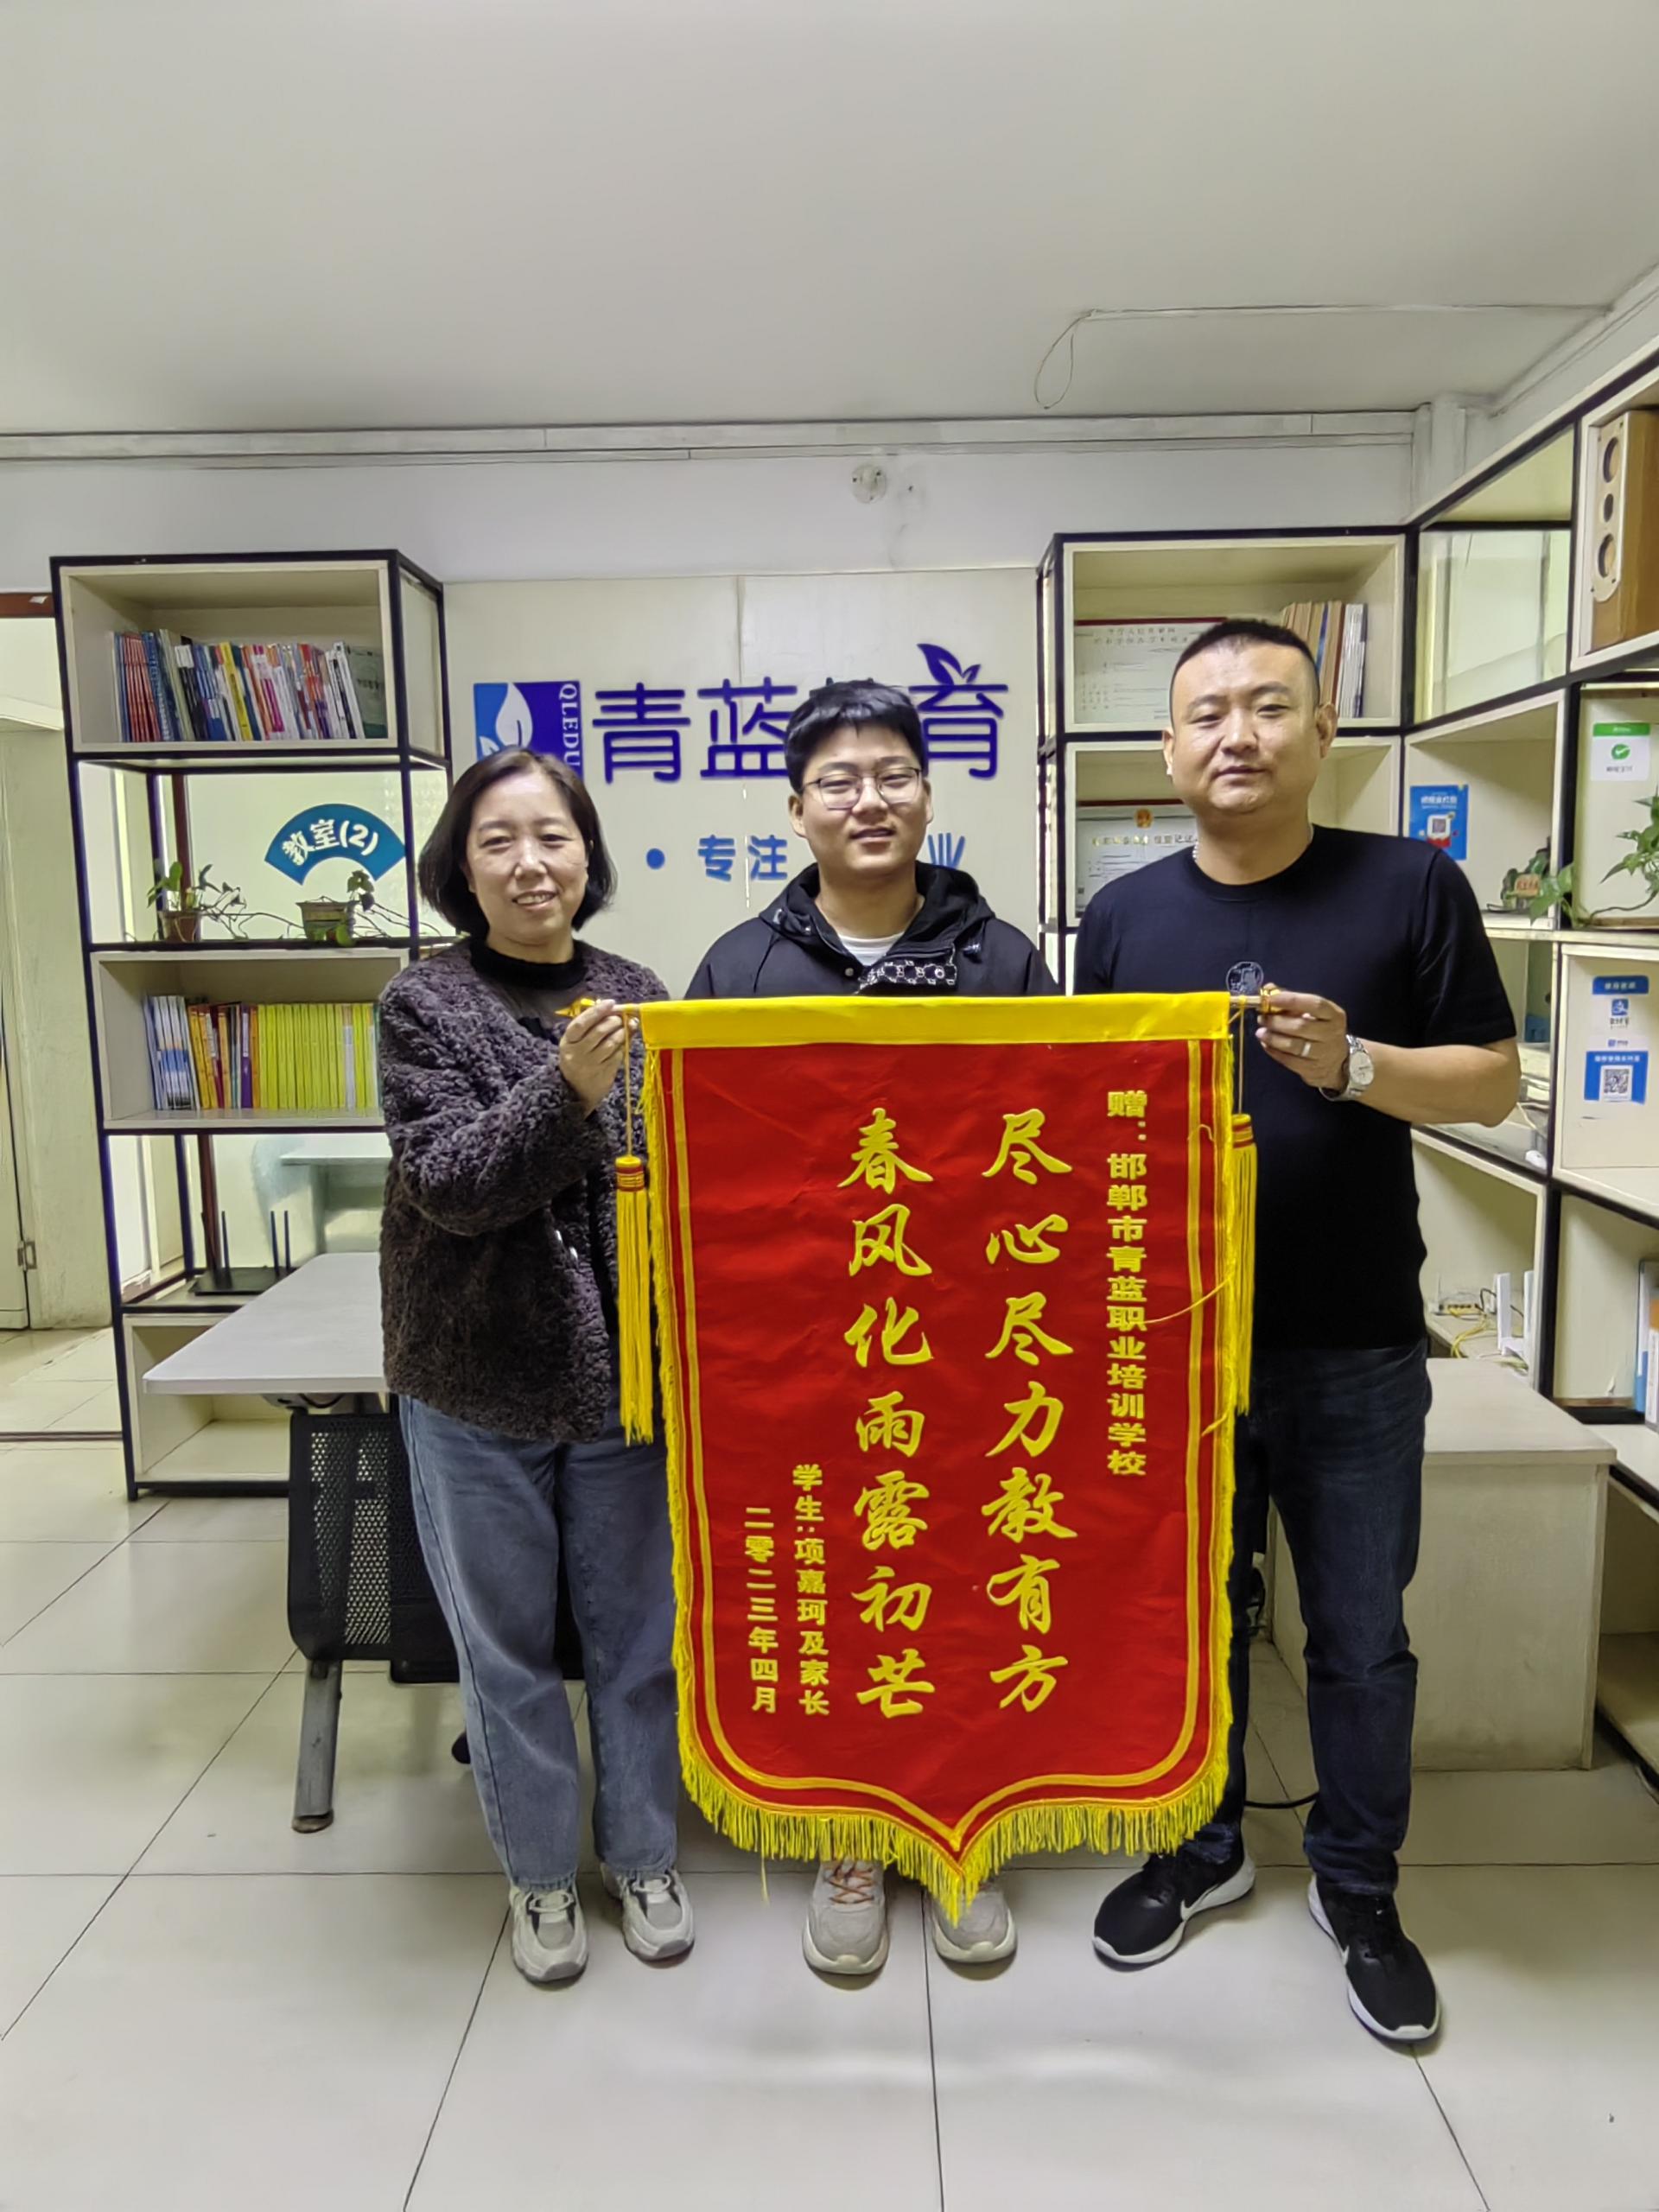 QLEDU
青蓝 育
• 专注 业
教室(2)
赠：邯郸市青蓝职业培训学校
尽心尽力教有方
春风化雨露初芒
学生：项嘉珂及家长
二零二三年四月